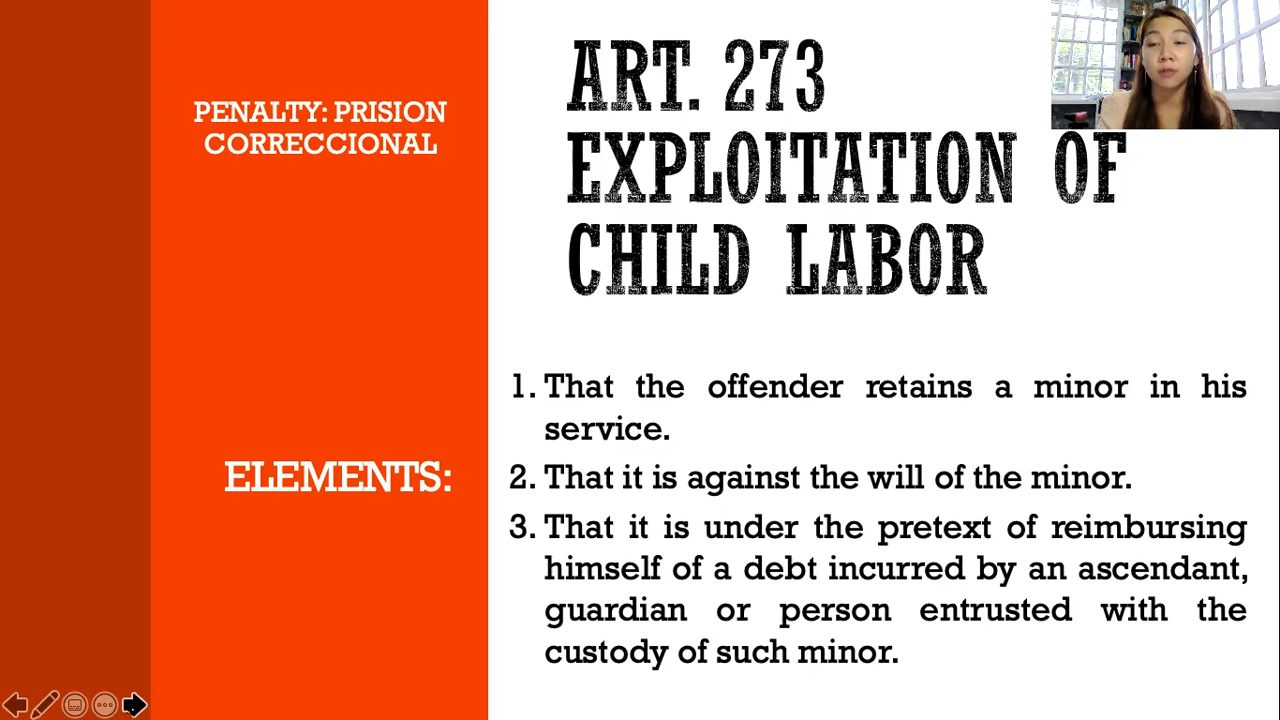 PENALTY: PRISION
CORRECCIONAL
ELEMENTS:
ART. 273
EXPLOITATION OF
CHILD LABOR
1. That the offender retains a minor in his
service.
2. That it is against the will of the minor.
3. That it is under the pretext of reimbursing
himself of a debt incurred by an ascendant,
guardian or person entrusted with the
custody of such minor.